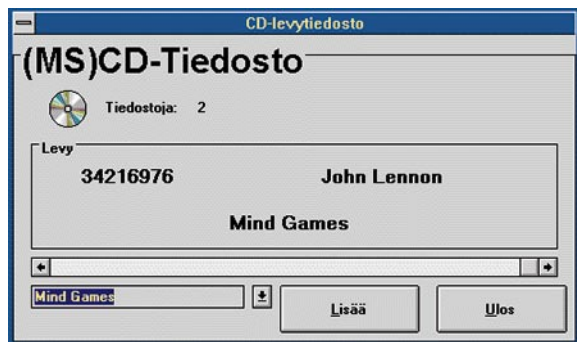 CD-levytiedosto
(MS)CD-Tiedosto
Tiedostoja: 2
Levy
34216976 John Lennon
Mind Games
Mind Games Lisää Ulos